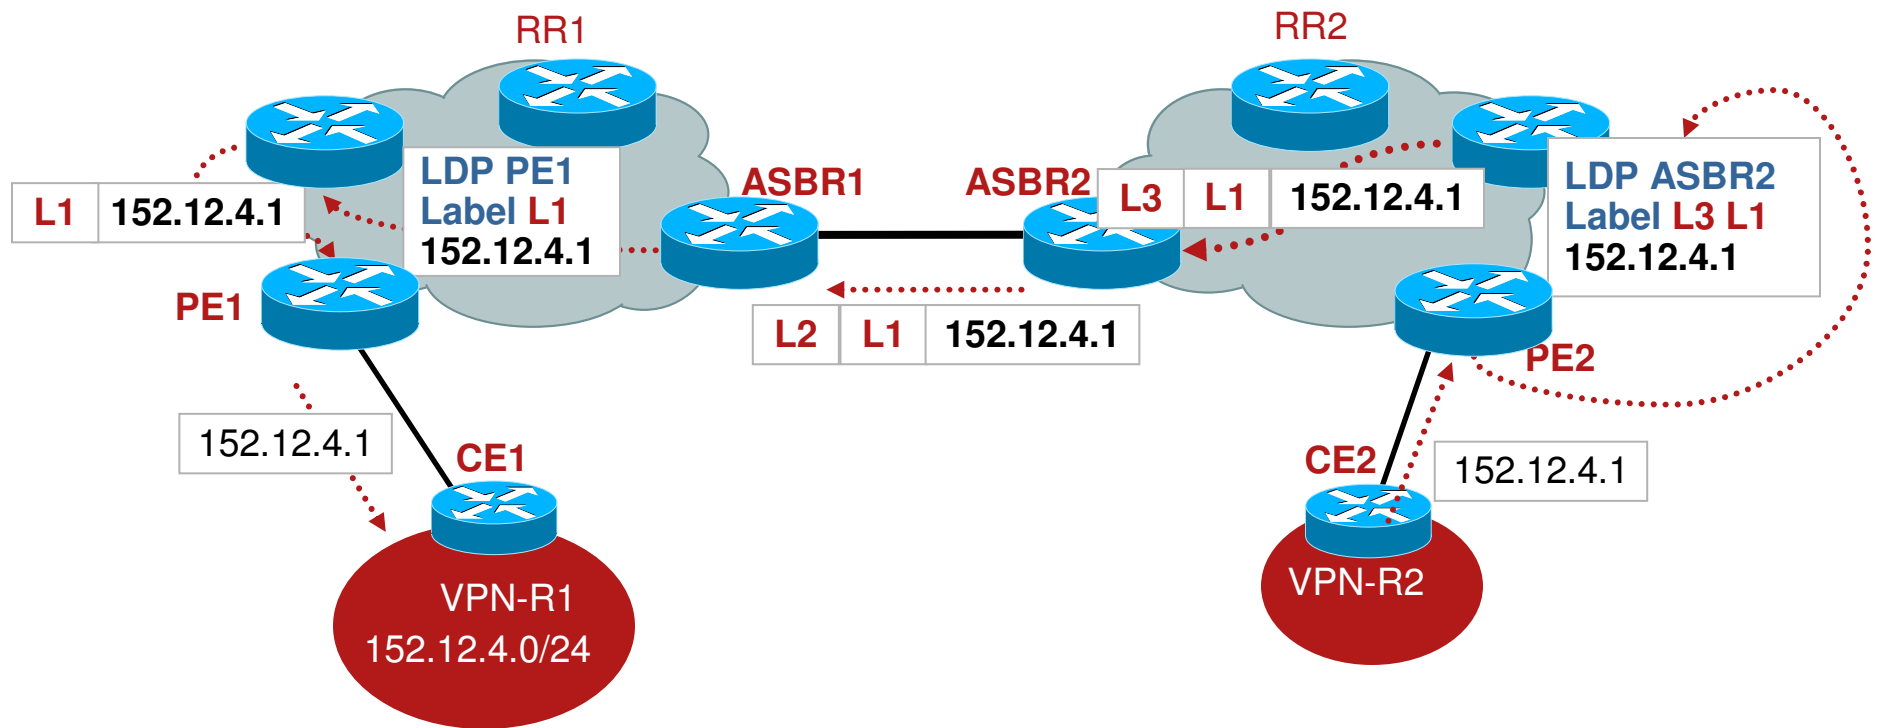 RR1
RR2
LDP PE1
Label L1
152.12.4.1
ASBR1
ASBR2
L3 L1 152.12.4.1
LDP ASBR2
Label L3 L1
152.12.4.1
L1 152.12.4.1
PE1
L2 L1 152.12.4.1
PE2
152.12.4.1
CE1
CE2
152.12.4.1
VPN-R1
152.12.4.0/24
VPN-R2